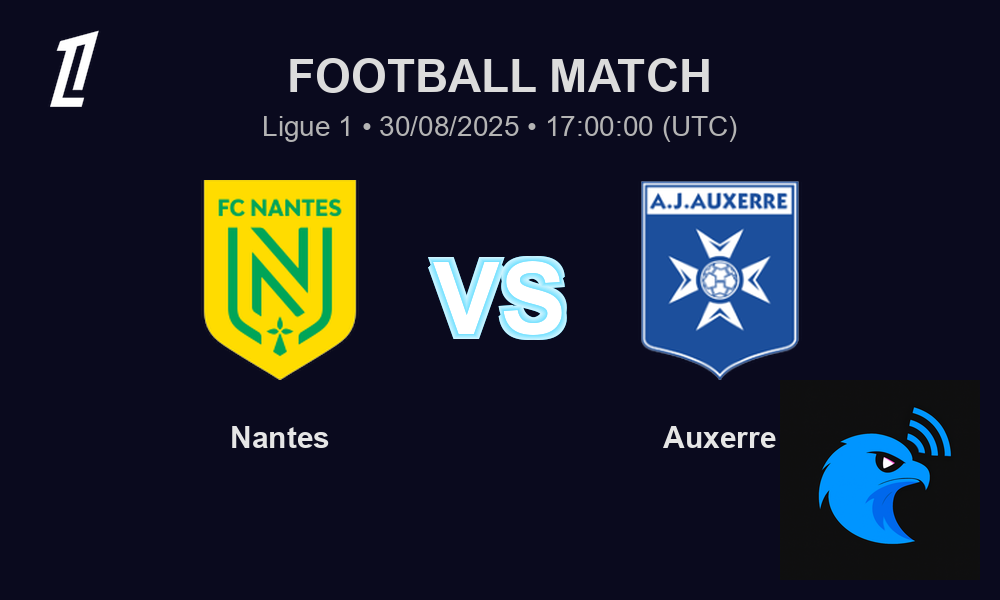 FOOTBALL MATCH
Ligue 1 • 30/08/2025 • 17:00:00 (UTC)
FC NANTES
A.J.AUXERRE
VS
Nantes
Auxerre